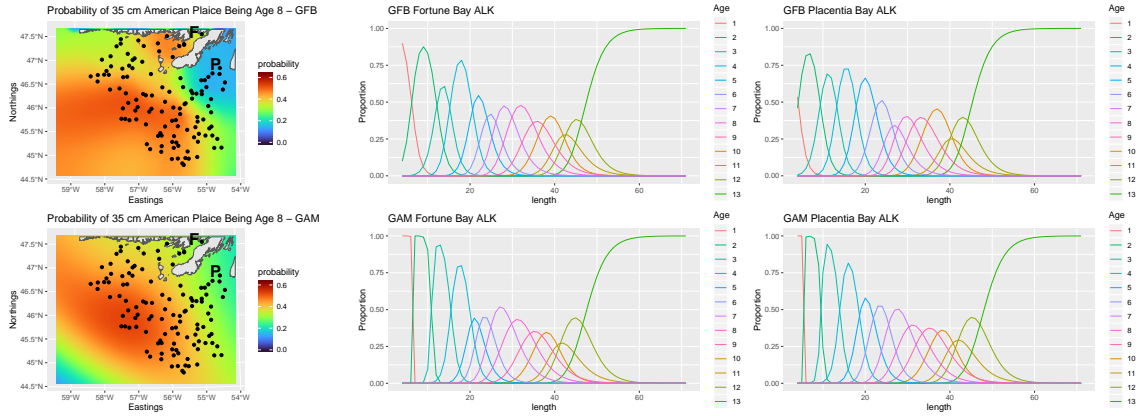 Probability of 35 cm American Plaice Being Age 8 – GFB
47.5°N
47°N
46.5°N
46°N
45.5°N
45°N
44.5°N
59°W 58°W 57°W 56°W 55°W 54°W
Eastings
Northings
F
P
probability
0.6
0.4
0.2
0.0
GFB Fortune Bay ALK
1.00
0.75
0.50
0.25
0.00
Proportion
20 40 60
length
Age
1
2
3
4
5
6
7
8
9
10
11
12
13
GFB Placentia Bay ALK
1.00
0.75
0.50
0.25
0.00
Proportion
20 40 60
length
Age
1
2
3
4
5
6
7
8
9
10
11
12
13
Probability of 35 cm American Plaice Being Age 8 – GAM
47.5°N
47°N
46.5°N
46°N
45.5°N
45°N
44.5°N
59°W 58°W 57°W 56°W 55°W 54°W
Eastings
Northings
F
P
probability
0.6
0.4
0.2
0.0
GAM Fortune Bay ALK
1.00
0.75
0.50
0.25
0.00
Proportion
20 40 60
length
Age
1
2
3
4
5
6
7
8
9
10
11
12
13
GAM Placentia Bay ALK
1.00
0.75
0.50
0.25
0.00
Proportion
20 40 60
length
Age
1
2
3
4
5
6
7
8
9
10
11
12
13